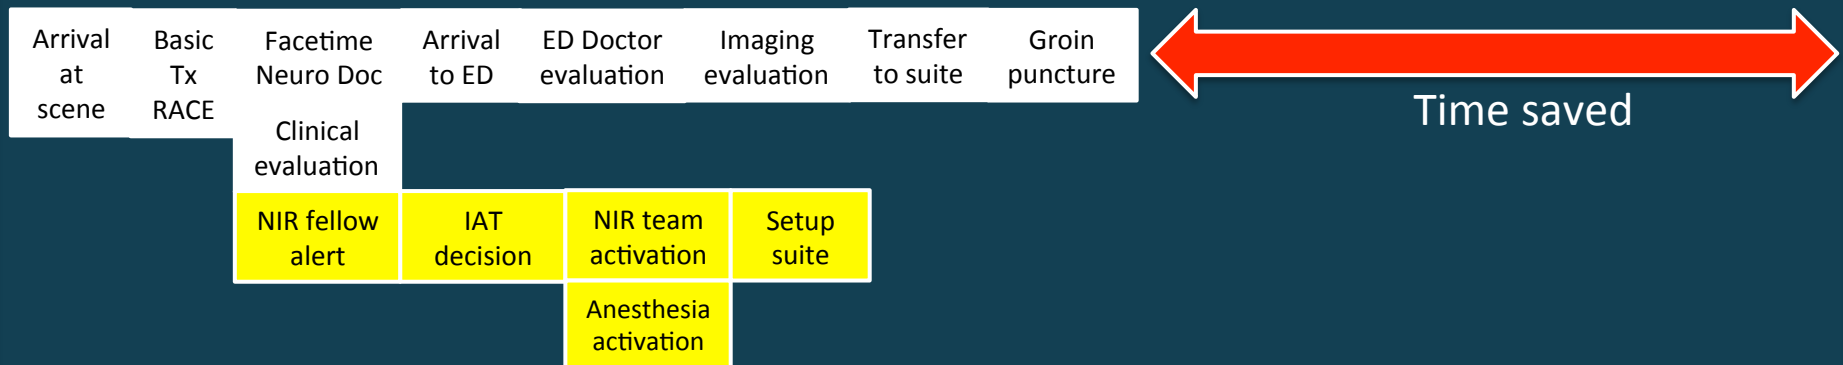 Arrival
at
scene
Basic
Tx
RACE
Facetime
Neuro Doc
Clinical
evaluation
Arrival
to ED
ED Doctor
evaluation
Imaging
evaluation
Transfer
to suite
Groin
puncture
Time saved
NIR fellow
alert
IAT
decision
NIR team
activation
Setup
suite
Anesthesia
activation